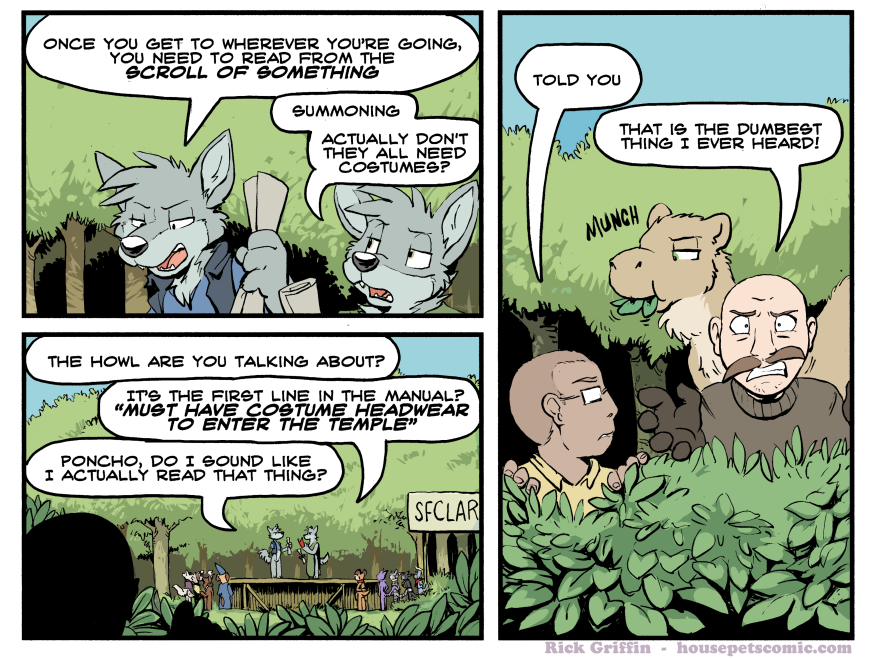 ONCE YOU GET TO WHEREVER YOU'RE GOING,
YOU NEED TO READ FROM THE
SCROLL OF SOMETHING
SUMMONING
ACTUALLY DON'T
THEY ALL NEED
COSTUMES?
THE HOWL ARE YOU TALKING ABOUT?
IT'S THE FIRST LINE IN THE MANUAL?
"MUST HAVE COSTUME HEADWEAR
TO ENTER THE TEMPLE"
PONCHO, DO I SOUND LIKE
I ACTUALLY READ THAT THING?
SFCLAR
TOLD YOU
THAT IS THE DUMBEST
THING I EVER HEARD!
MUNCH
Rick Griffin - housepetscomic.com